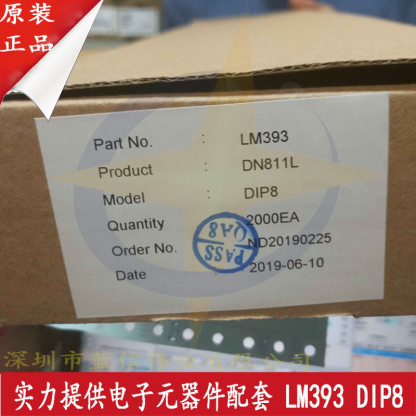 原装
正品
Part No. : LM393
Product : DN811L
Model : DIP8
Quantity : 2000EA
Order No. : ND20190225
Date : 2019-06-10
PASS
QA8
深圳市
有限公司
实力提供电子元器件配套 LM393 DIP8